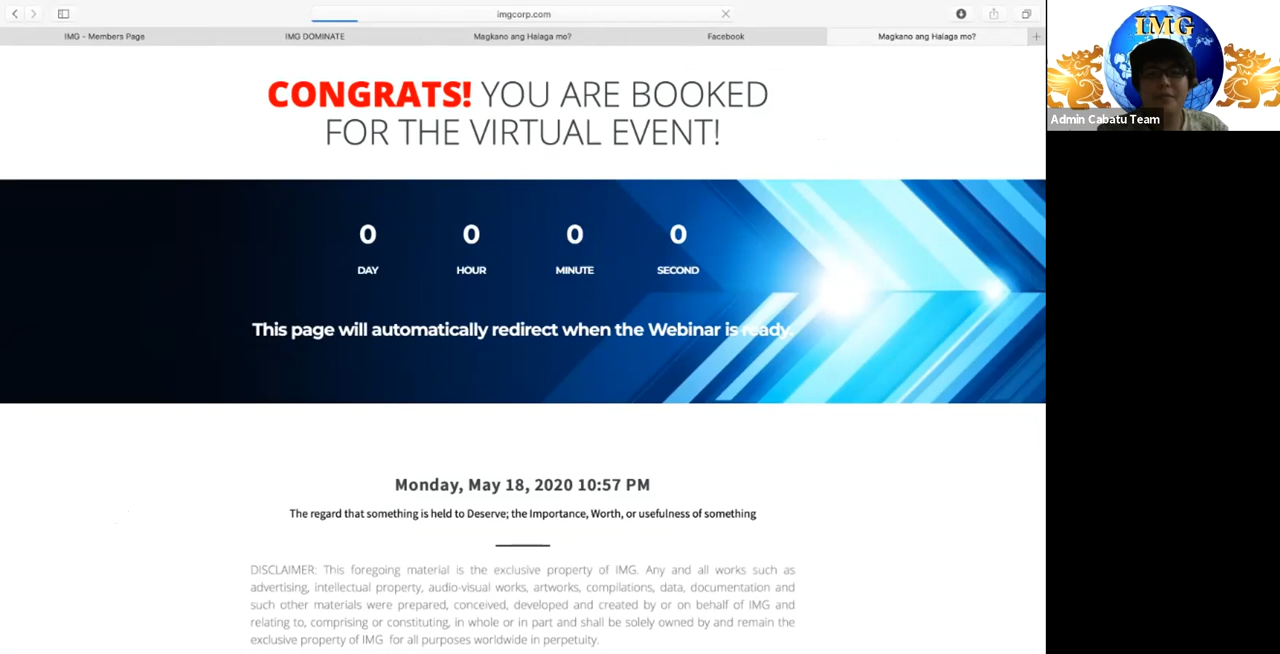 imgcorp.com
IMG - Members Page
IMG DOMINATE
Magkano ang Halaga mo?
Facebook
Magkano ang Halaga mo?
IMG
Admin Cabatu Team
CONGRATS! YOU ARE BOOKED
FOR THE VIRTUAL EVENT!
0 0 0 0
DAY HOUR MINUTE SECOND
This page will automatically redirect when the Webinar is ready.
Monday, May 18, 2020 10:57 PM
The regard that something is held to Deserve; the Importance, Worth, or usefulness of something
DISCLAIMER: This foregoing material is the exclusive property of IMG. Any and all works such as
advertising, intellectual property, audio-visual works, artworks, compilations, data, documentation and
such other materials were prepared, conceived, developed and created by or on behalf of IMG and
relating to, comprising or constituting, in whole or in part and shall be solely owned by and remain the
exclusive property of IMG for all purposes worldwide in perpetuity.